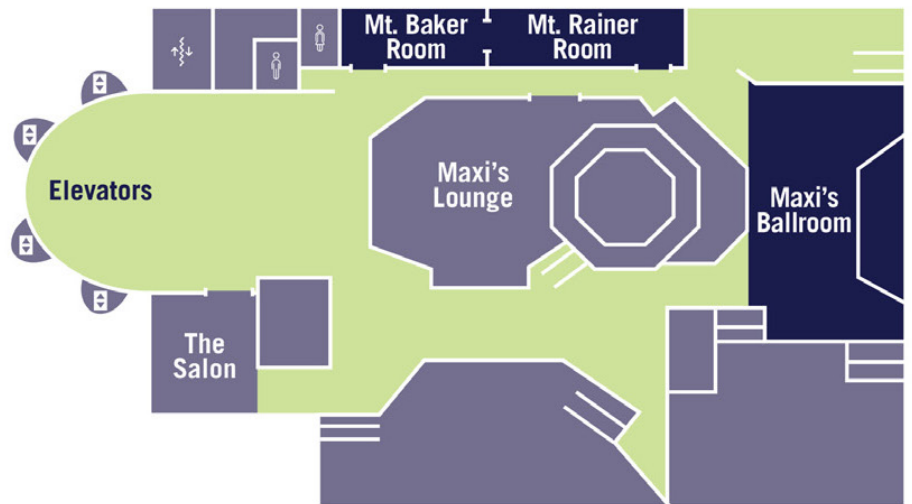 Mt. Baker
Room
Mt. Rainer
Room
Elevators
Maxi's
Lounge
Maxi's
Ballroom
The
Salon